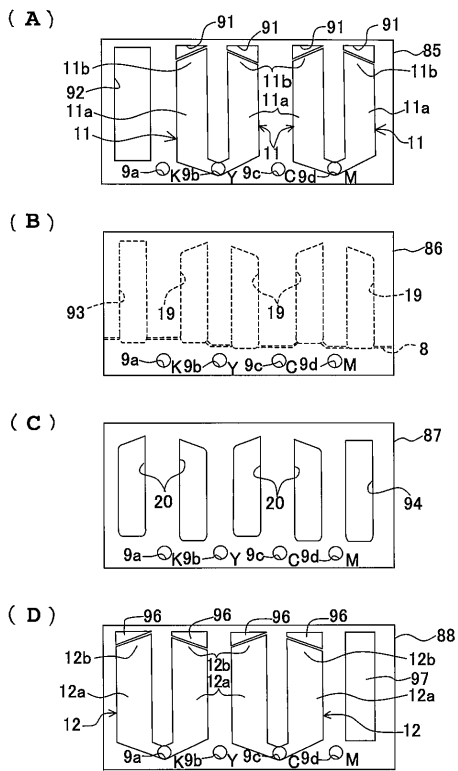 ( A )
91 91 91 91
85
11b 11b 11b
92
11a 11a 11a
11 11 11
9a K 9b Y 9c C 9d M
( B )
86
93 19 19 19
8
9a K 9b Y 9c C 9d M
( C )
87
20 20 94
9a K 9b Y 9c C 9d M
( D )
96 96 96 96
88
12b 12b 12b
12a 12a 12a 97
12 12
9a K 9b Y 9c C 9d M